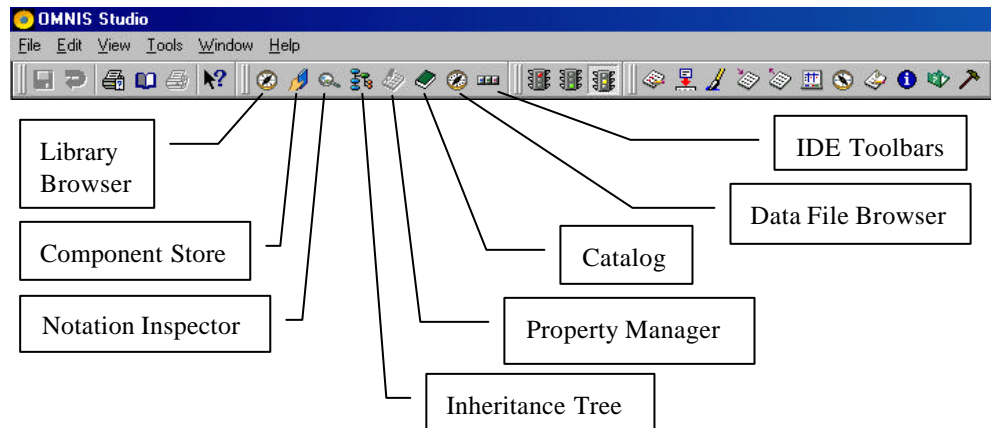 OMNIS Studio
File Edit View Tools Window Help
Library
Browser
IDE Toolbars
Data File Browser
Component Store
Catalog
Notation Inspector
Property Manager
Inheritance Tree